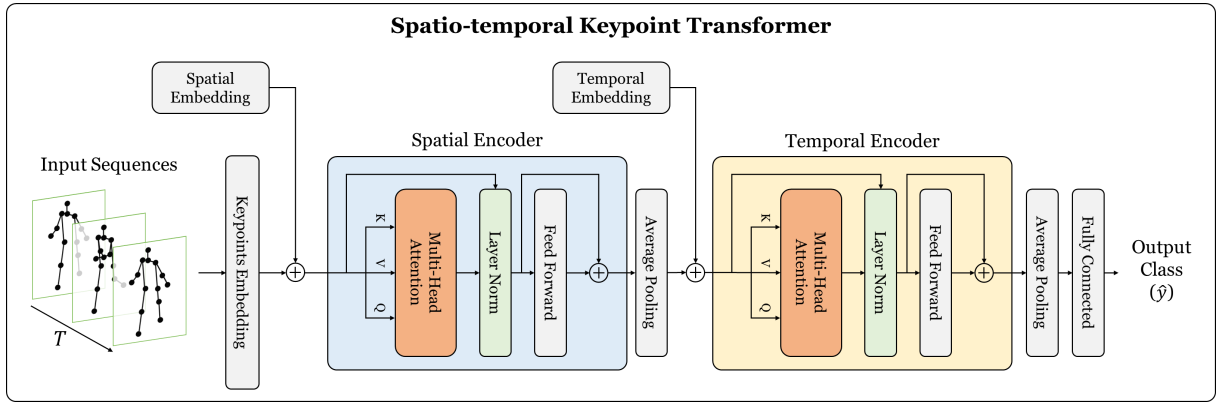 Spatio-temporal Keypoint Transformer
Spatial
Embedding
Temporal
Embedding
Input Sequences
T
Keypoints Embedding
Spatial Encoder
K
V
Q
Multi-Head
Attention
Layer Norm
Feed Forward
Average Pooling
Temporal Encoder
K
V
Q
Multi-Head
Attention
Layer Norm
Feed Forward
Average Pooling
Fully Connected
Output
Class
(ŷ)